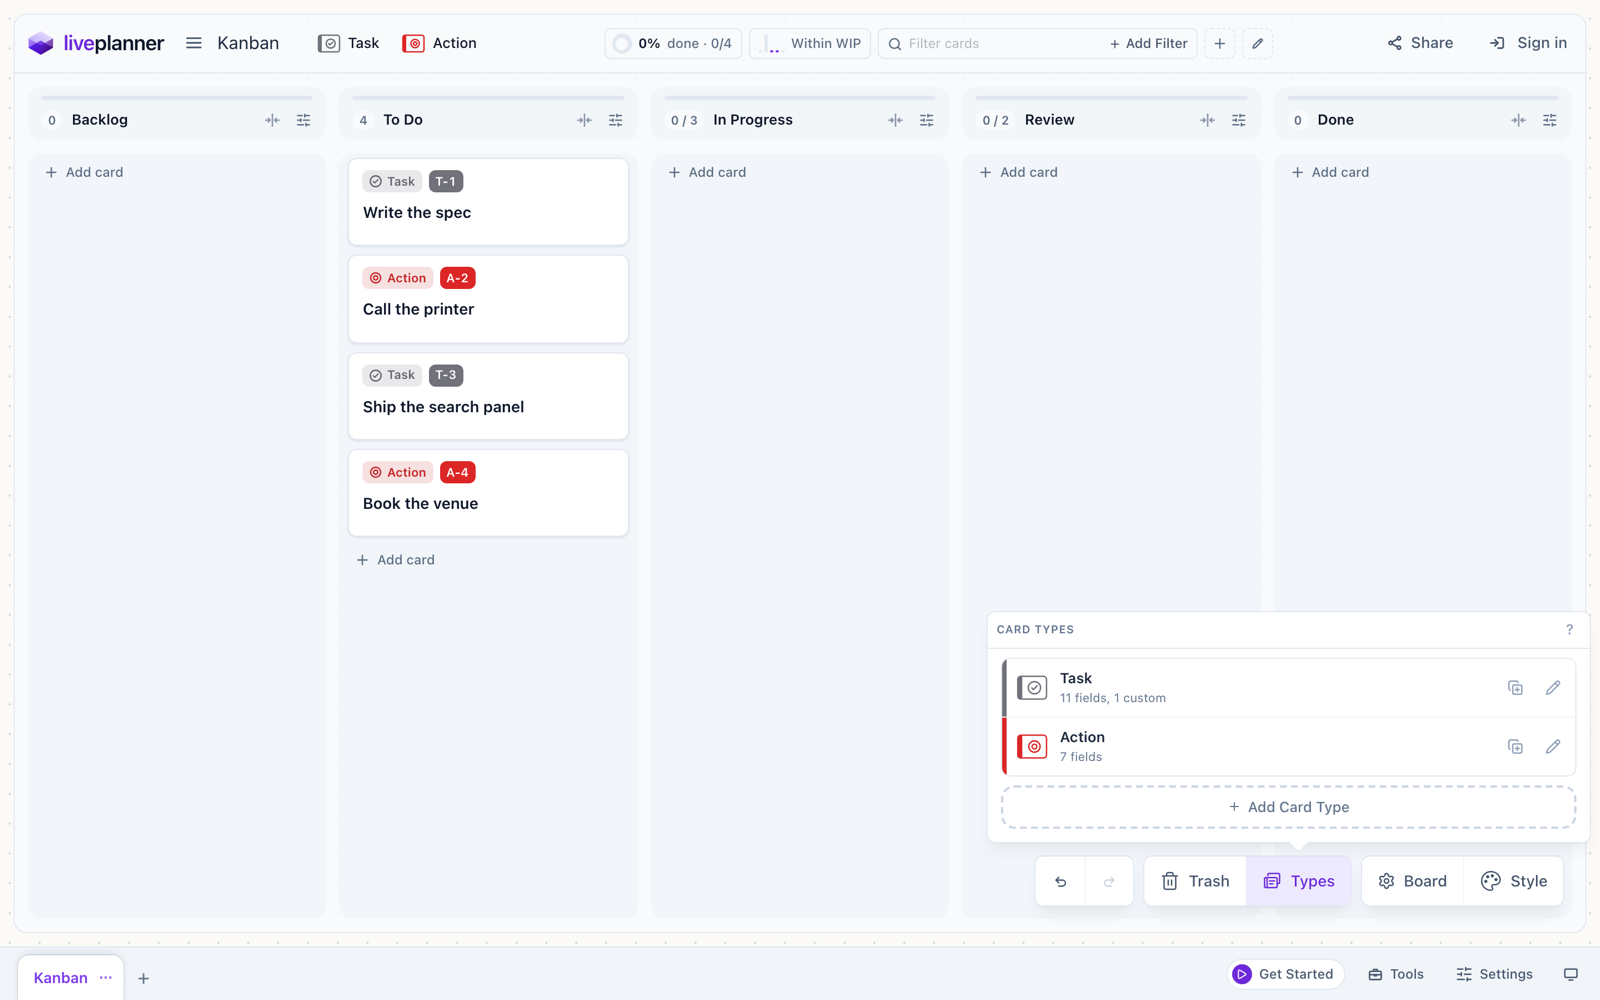 liveplanner
Kanban
Task
Action
0% done · 0/4
Within WIP
Filter cards
+ Add Filter
Share
Sign in
0 Backlog
4 To Do
0 / 3 In Progress
0 / 2 Review
0 Done
+ Add card
Task T-1
Write the spec
Action A-2
Call the printer
Task T-3
Ship the search panel
Action A-4
Book the venue
+ Add card
+ Add card
+ Add card
+ Add card
CARD TYPES ?
Task
11 fields, 1 custom
Action
7 fields
+ Add Card Type
Trash
Types
Board
Style
Kanban ···
+
Get Started
Tools
Settings